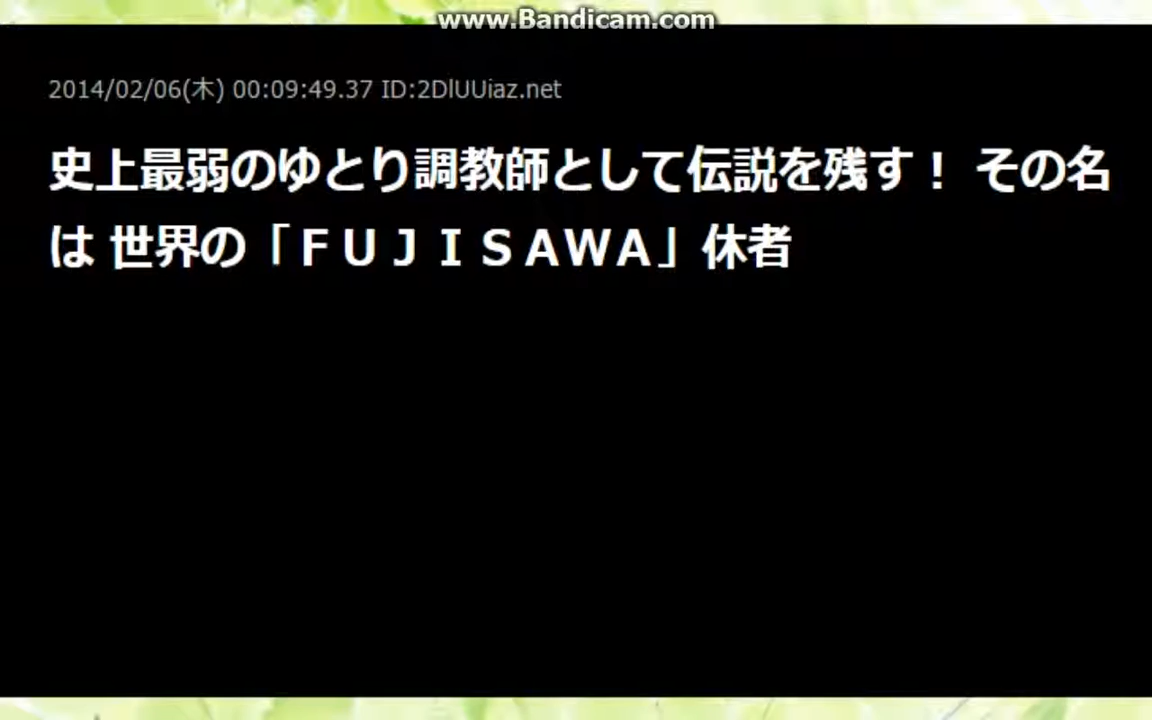 www.Bandicam.com
2014/02/06(木) 00:09:49.37 ID:2DlUUiaz.net
史上最弱のゆとり調教師として伝説を残す！ その名
は 世界の「ＦＵＪＩＳＡＷＡ」休者